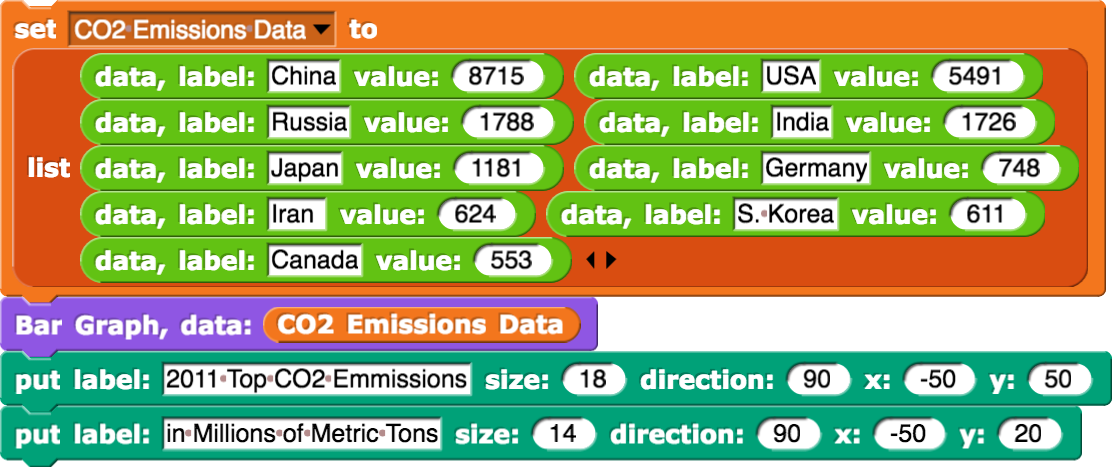 set CO2 Emissions Data to
data, label: China value: 8715 data, label: USA value: 5491
data, label: Russia value: 1788 data, label: India value: 1726
list data, label: Japan value: 1181 data, label: Germany value: 748
data, label: Iran value: 624 data, label: S. Korea value: 611
data, label: Canada value: 553
Bar Graph, data: CO2 Emissions Data
put label: 2011 Top CO2 Emmissions size: 18 direction: 90 x: -50 y: 50
put label: in Millions of Metric Tons size: 14 direction: 90 x: -50 y: 20